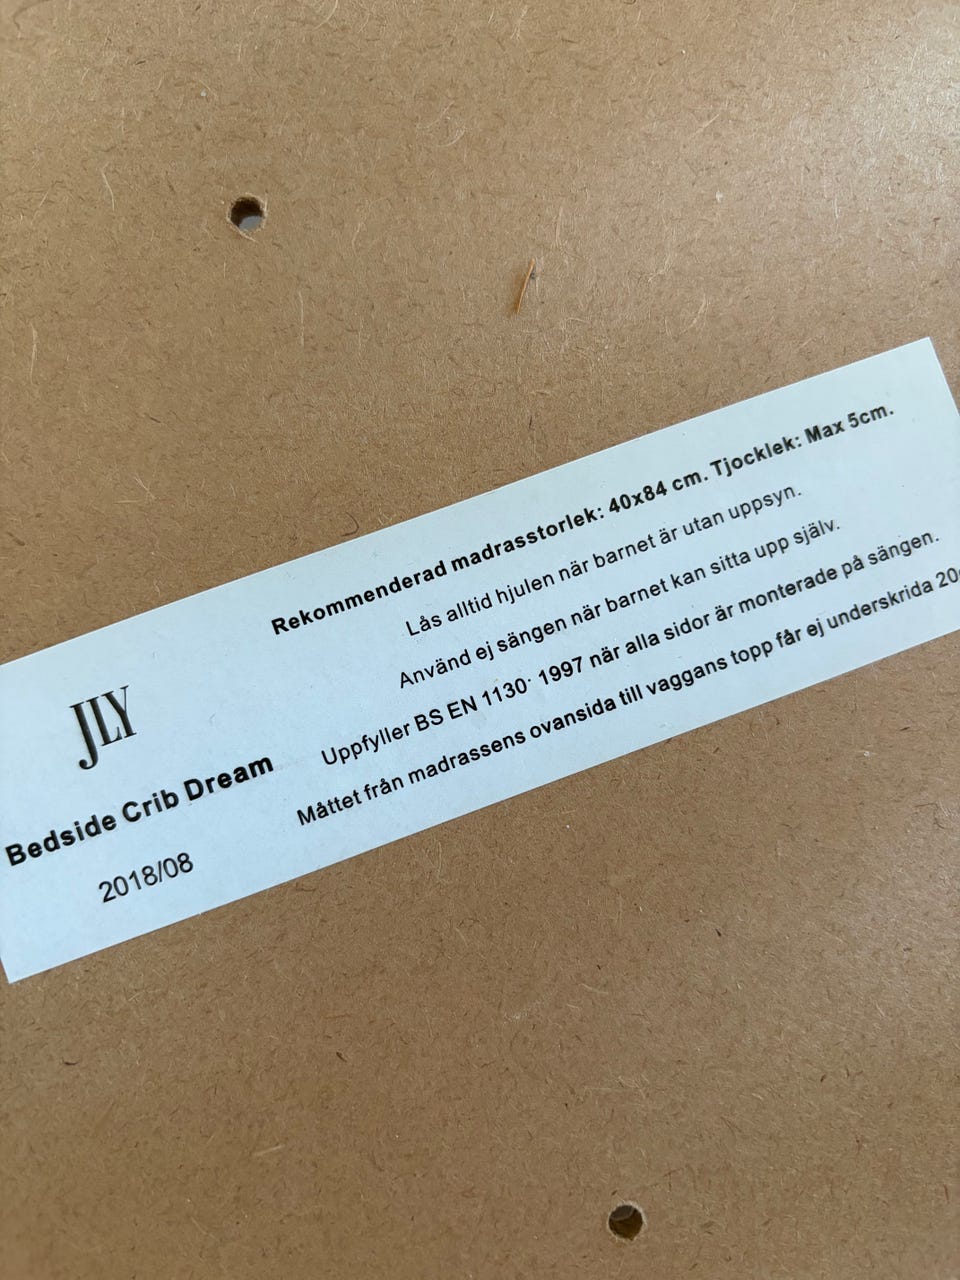 Rekommenderad madrasstorlek: 40x84 cm. Tjocklek: Max 5cm.
Lås alltid hjulen när barnet är utan uppsyn.
Använd ej sängen när barnet kan sitta upp själv.
Uppfyller BS EN 1130: 1997 när alla sidor är monterade på sängen.
Måttet från madrassens ovansida till vaggans topp får ej underskrida
JLY
Bedside Crib Dream
2018/08